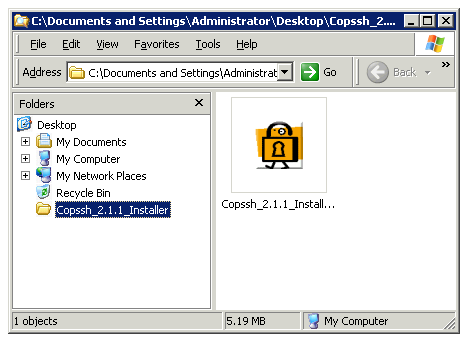 C:\Documents and Settings\Administrator\Desktop\Copssh_2....
File Edit View Favorites Tools Help
Address C:\Documents and Settings\Administrat Go Back
Folders
Desktop
My Documents
My Computer
My Network Places
Recycle Bin
Copssh_2.1.1_Installer
Copssh_2.1.1_Install...
1 objects 5.19 MB My Computer